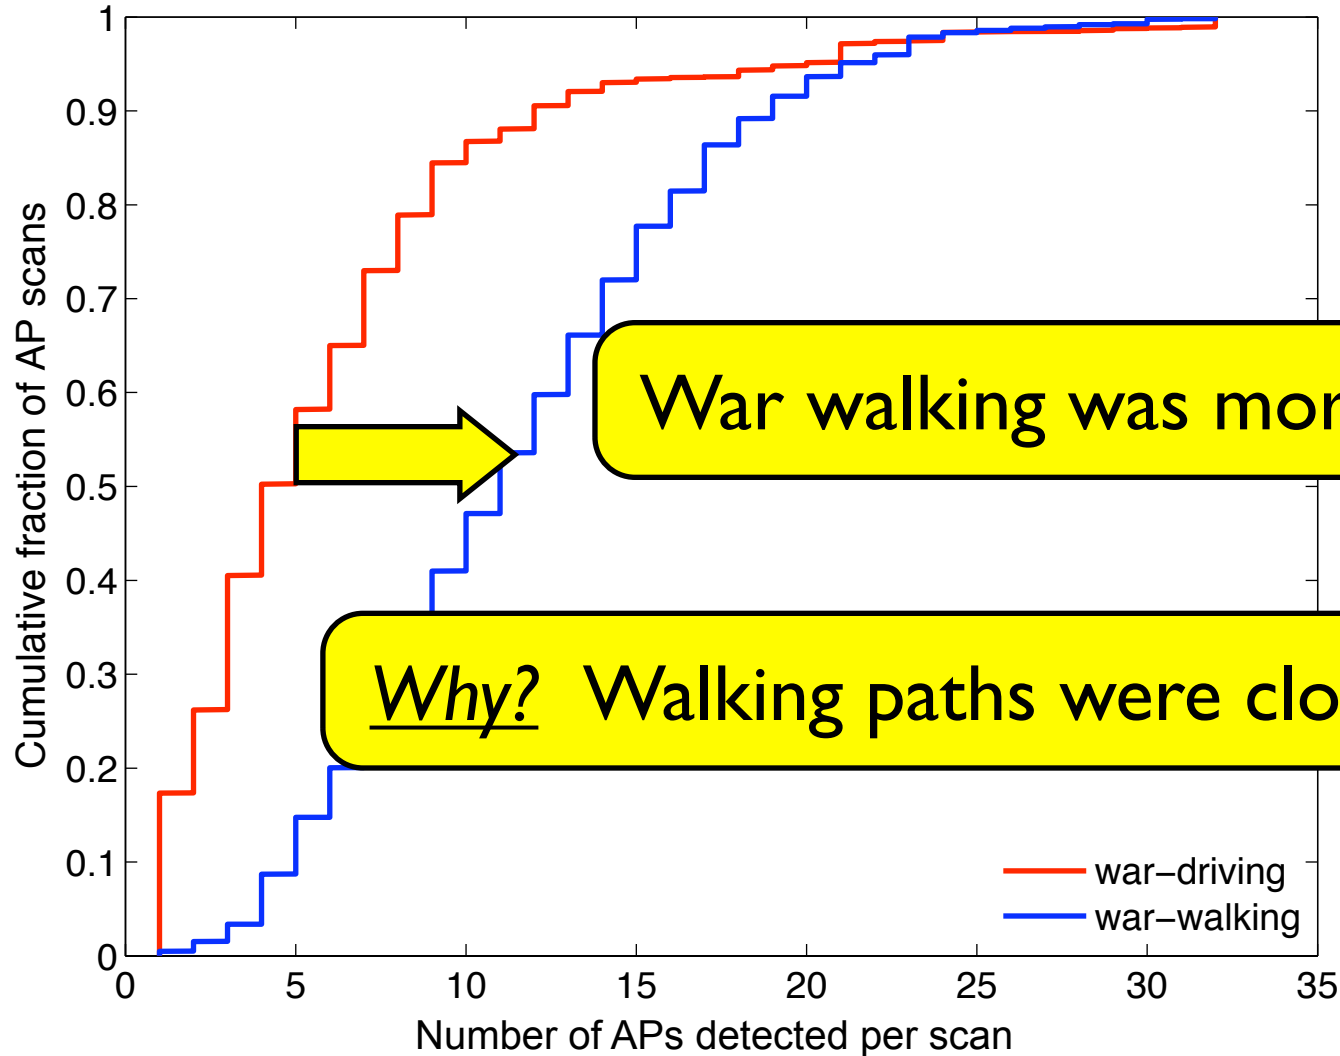 1
0.9
0.8
0.7
0.6
0.5
0.4
0.3
0.2
0.1
0
Cumulative fraction of AP scans
War walking was mor
Why? Walking paths were clo
war-driving
war-walking
0 5 10 15 20 25 30 35
Number of APs detected per scan